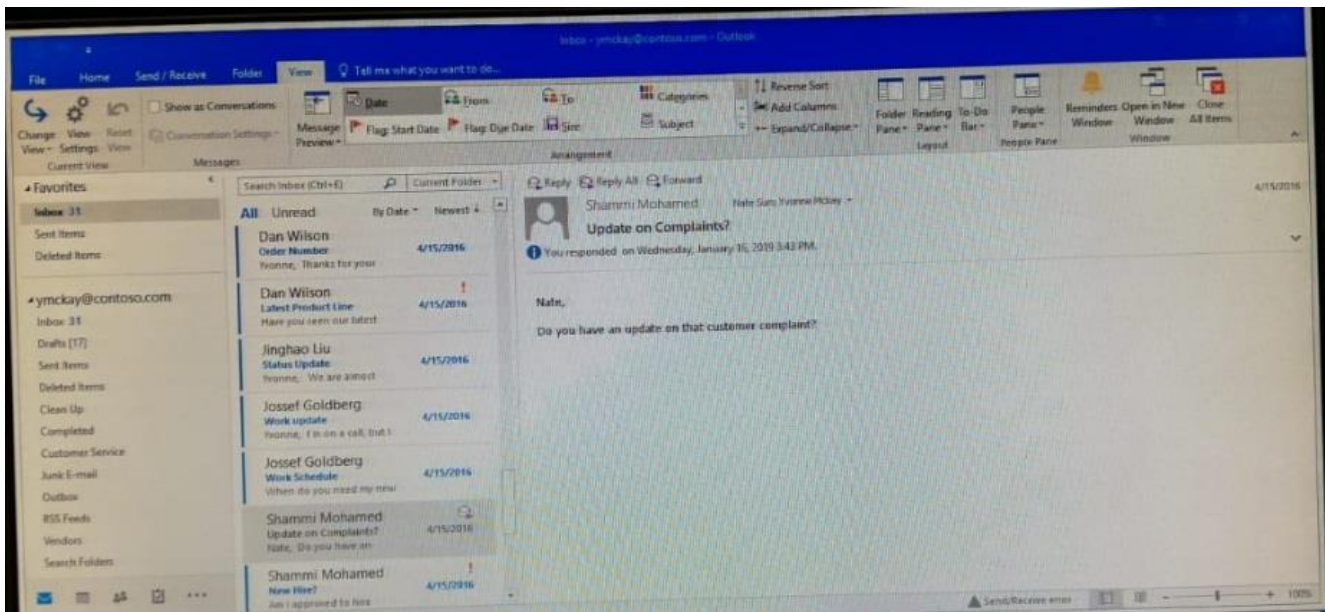 Inbox - ymckay@contoso.com - Outlook
File Home Send / Receive Folder View Tell me what you want to do...
Change View View Settings Reset View
Current View
Show as Conversations
Conversation Settings
Messages
Message Preview
Date From To Categories
Flag: Start Date Flag: Due Date Size Subject
Arrangement
Reverse Sort
Add Columns
Expand/Collapse
Folder Pane Reading Pane To-Do Bar
Layout
People Pane
People Pane
Reminders Window Open in New Window Close All Items
Window
Favorites
Inbox 31
Sent Items
Deleted Items
ymckay@contoso.com
Inbox 31
Drafts [17]
Sent Items
Deleted Items
Clean Up
Completed
Customer Service
Junk E-mail
Outbox
RSS Feeds
Vendors
Search Folders
Search Inbox (Ctrl+E) Current Folder
All Unread By Date Newest
Dan Wilson
Order Number 4/15/2016
Yvonne, Thanks for your
Dan Wilson !
Latest Product Line 4/15/2016
Have you seen our latest
Jinghao Liu
Status Update 4/15/2016
Yvonne, We are almost
Jossef Goldberg
Work update 4/15/2016
Yvonne, I'm on a call, but I
Jossef Goldberg
Work Schedule 4/15/2016
When do you need my new
Shammi Mohamed
Update on Complaints? 4/15/2016
Nate, Do you have an
Shammi Mohamed !
New Hire? 4/15/2016
Am I approved to hire
Reply Reply All Forward
Shammi Mohamed Nate Sun; Yvonne Mckay 4/15/2016
Update on Complaints?
You responded on Wednesday, January 16, 2019 3:43 PM.
Nate,
Do you have an update on that customer complaint?
Send/Receive error 100%